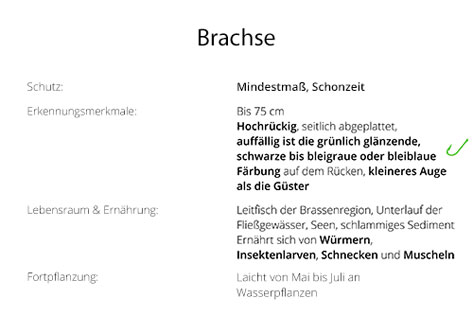 Brachse
Schutz: Mindestmaß, Schonzeit
Erkennungsmerkmale: Bis 75 cm
Hochrückig, seitlich abgeplattet,
auffällig ist die grünlich glänzende,
schwarze bis bleigraue oder bleiblaue
Färbung auf dem Rücken, kleineres Auge
als die Güster
Lebensraum & Ernährung: Leitfisch der Brassenregion, Unterlauf der
Fließgewässer, Seen, schlammiges Sediment
Ernährt sich von Würmern,
Insektenlarven, Schnecken und Muscheln
Fortpflanzung: Laicht von Mai bis Juli an
Wasserpflanzen